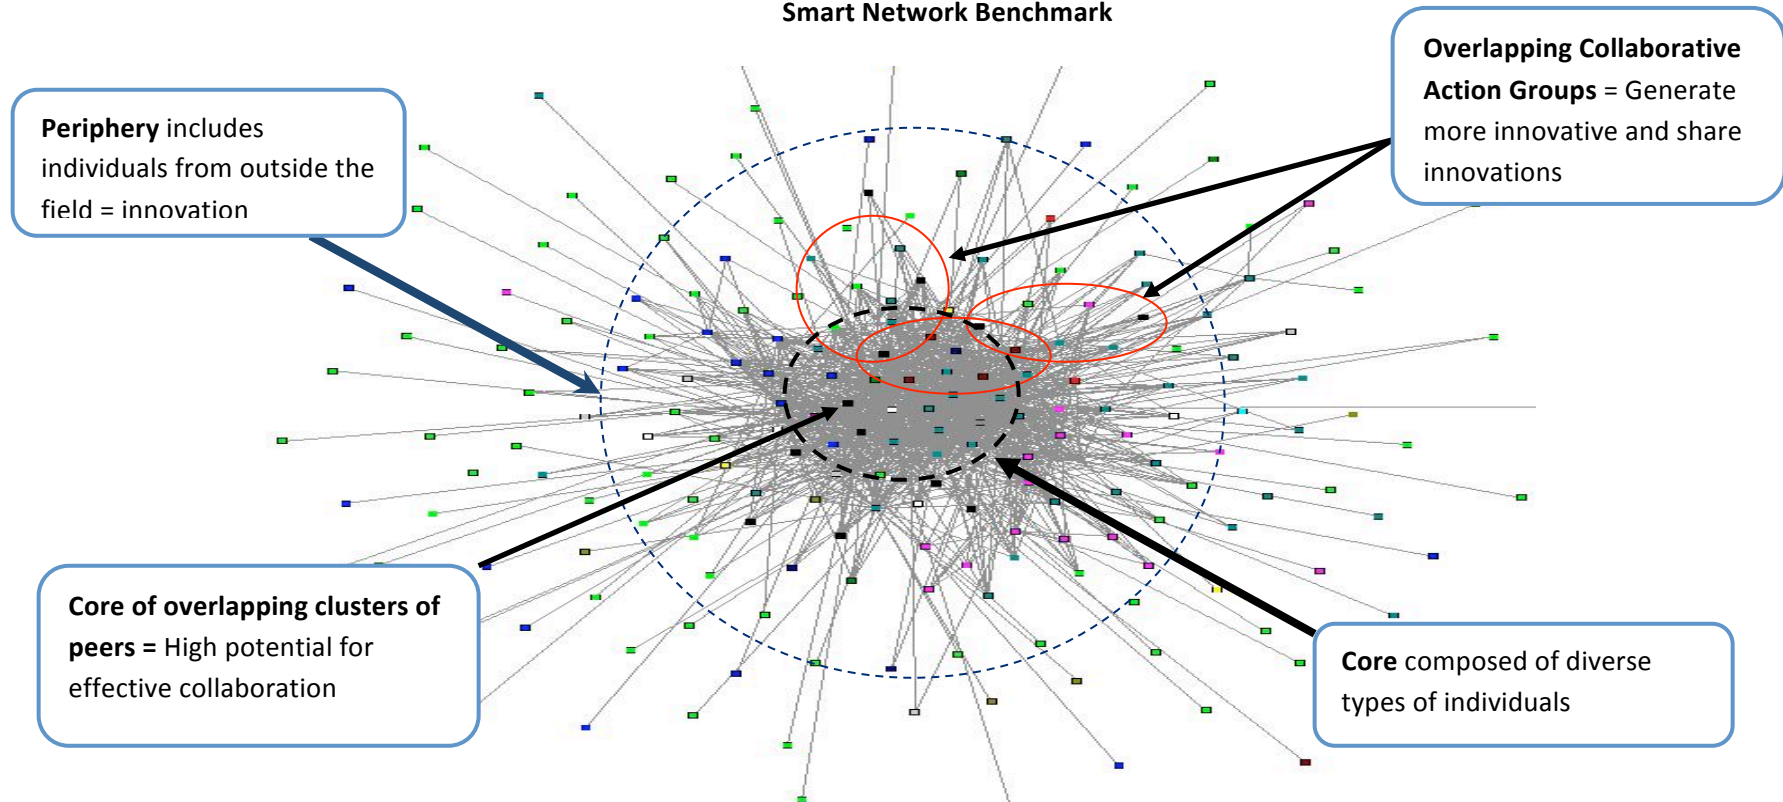 Smart Network Benchmark
Periphery includes
individuals from outside the
field = innovation
Overlapping Collaborative
Action Groups = Generate
more innovative and share
innovations
Core of overlapping clusters of
peers = High potential for
effective collaboration
Core composed of diverse
types of individuals